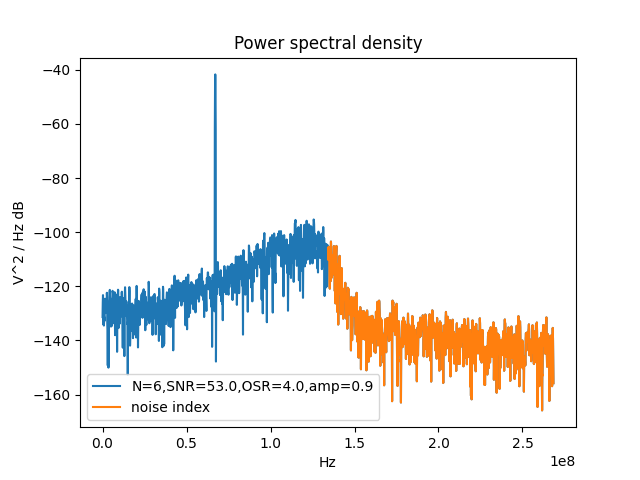 Power spectral density
V^2 / Hz dB
−40
−60
−80
−100
−120
−140
−160
N=6,SNR=53.0,OSR=4.0,amp=0.9
noise index
0.0 0.5 1.0 1.5 2.0 2.5
1e8
Hz